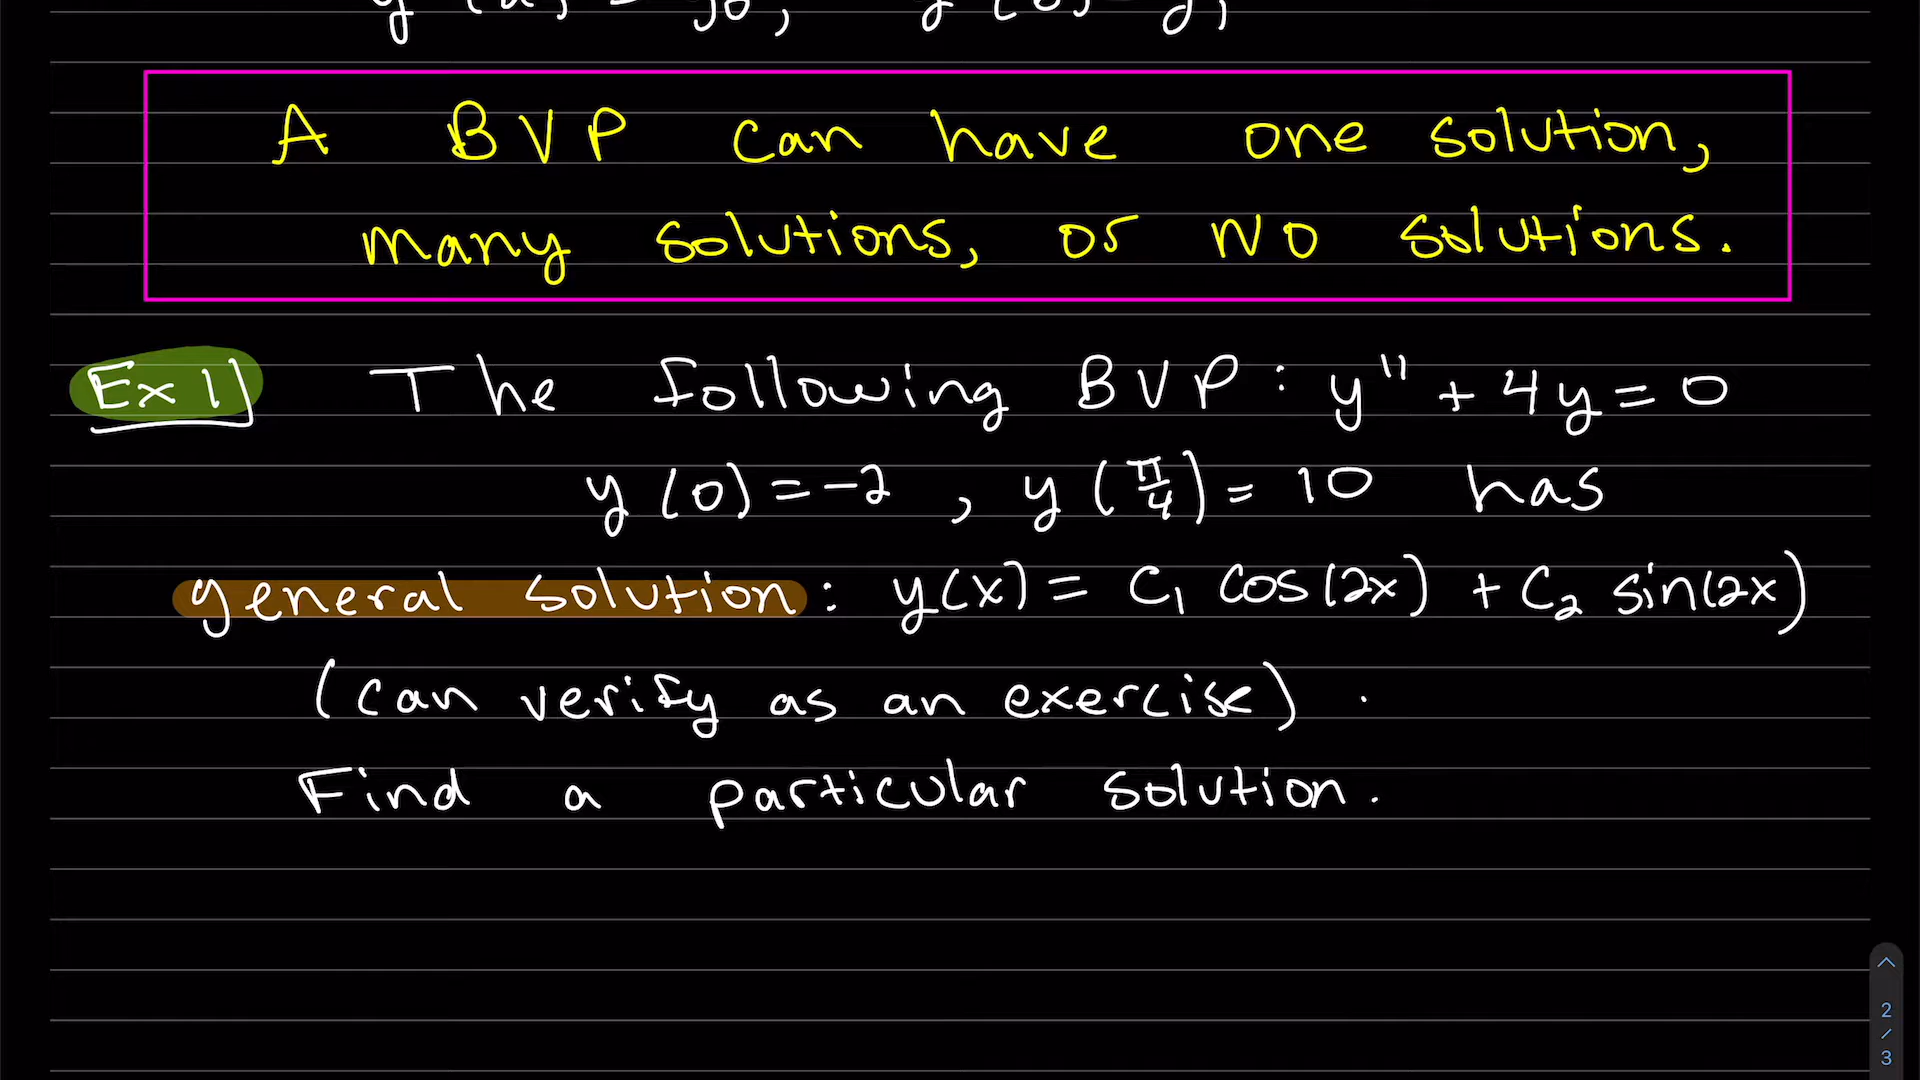 A BVP can have one solution,
many solutions, or no solutions.
Ex 1 The following BVP: y'' + 4y = 0
y(0) = -2, y(π/4) = 10 has
general solution: y(x) = C₁ cos(2x) + C₂ sin(2x)
(can verify as an exercise).
Find a particular solution.
2
/
3